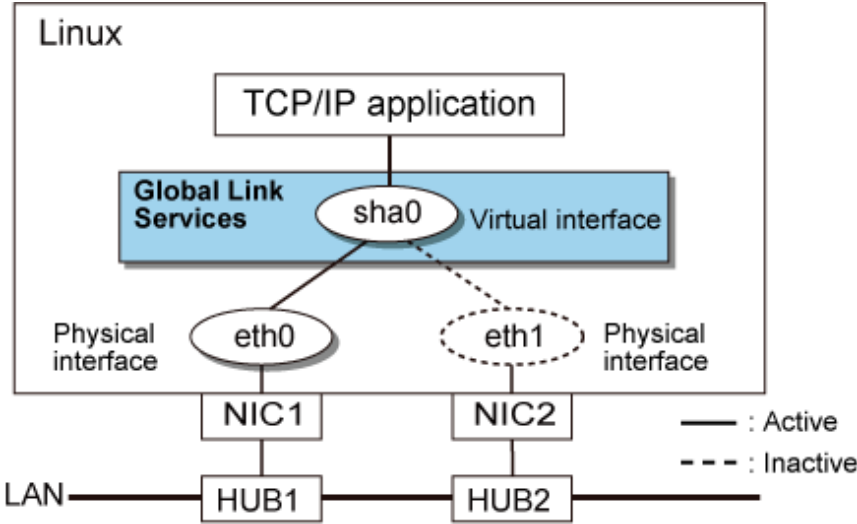 Linux
TCP/IP application
Global Link
Services
sha0
Virtual interface
Physical
interface
eth0
eth1
Physical
interface
NIC1
NIC2
: Active
: Inactive
LAN
HUB1
HUB2